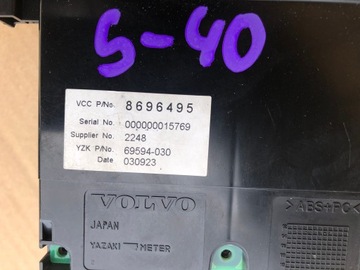 S-40
VCC P/No. 8696495
Serial No. 000000015769
Supplier No. 2248
YZK P/No. 69594-030
Date 030923
VOLVO
JAPAN
YAZAKI METER
>ABS+PC<